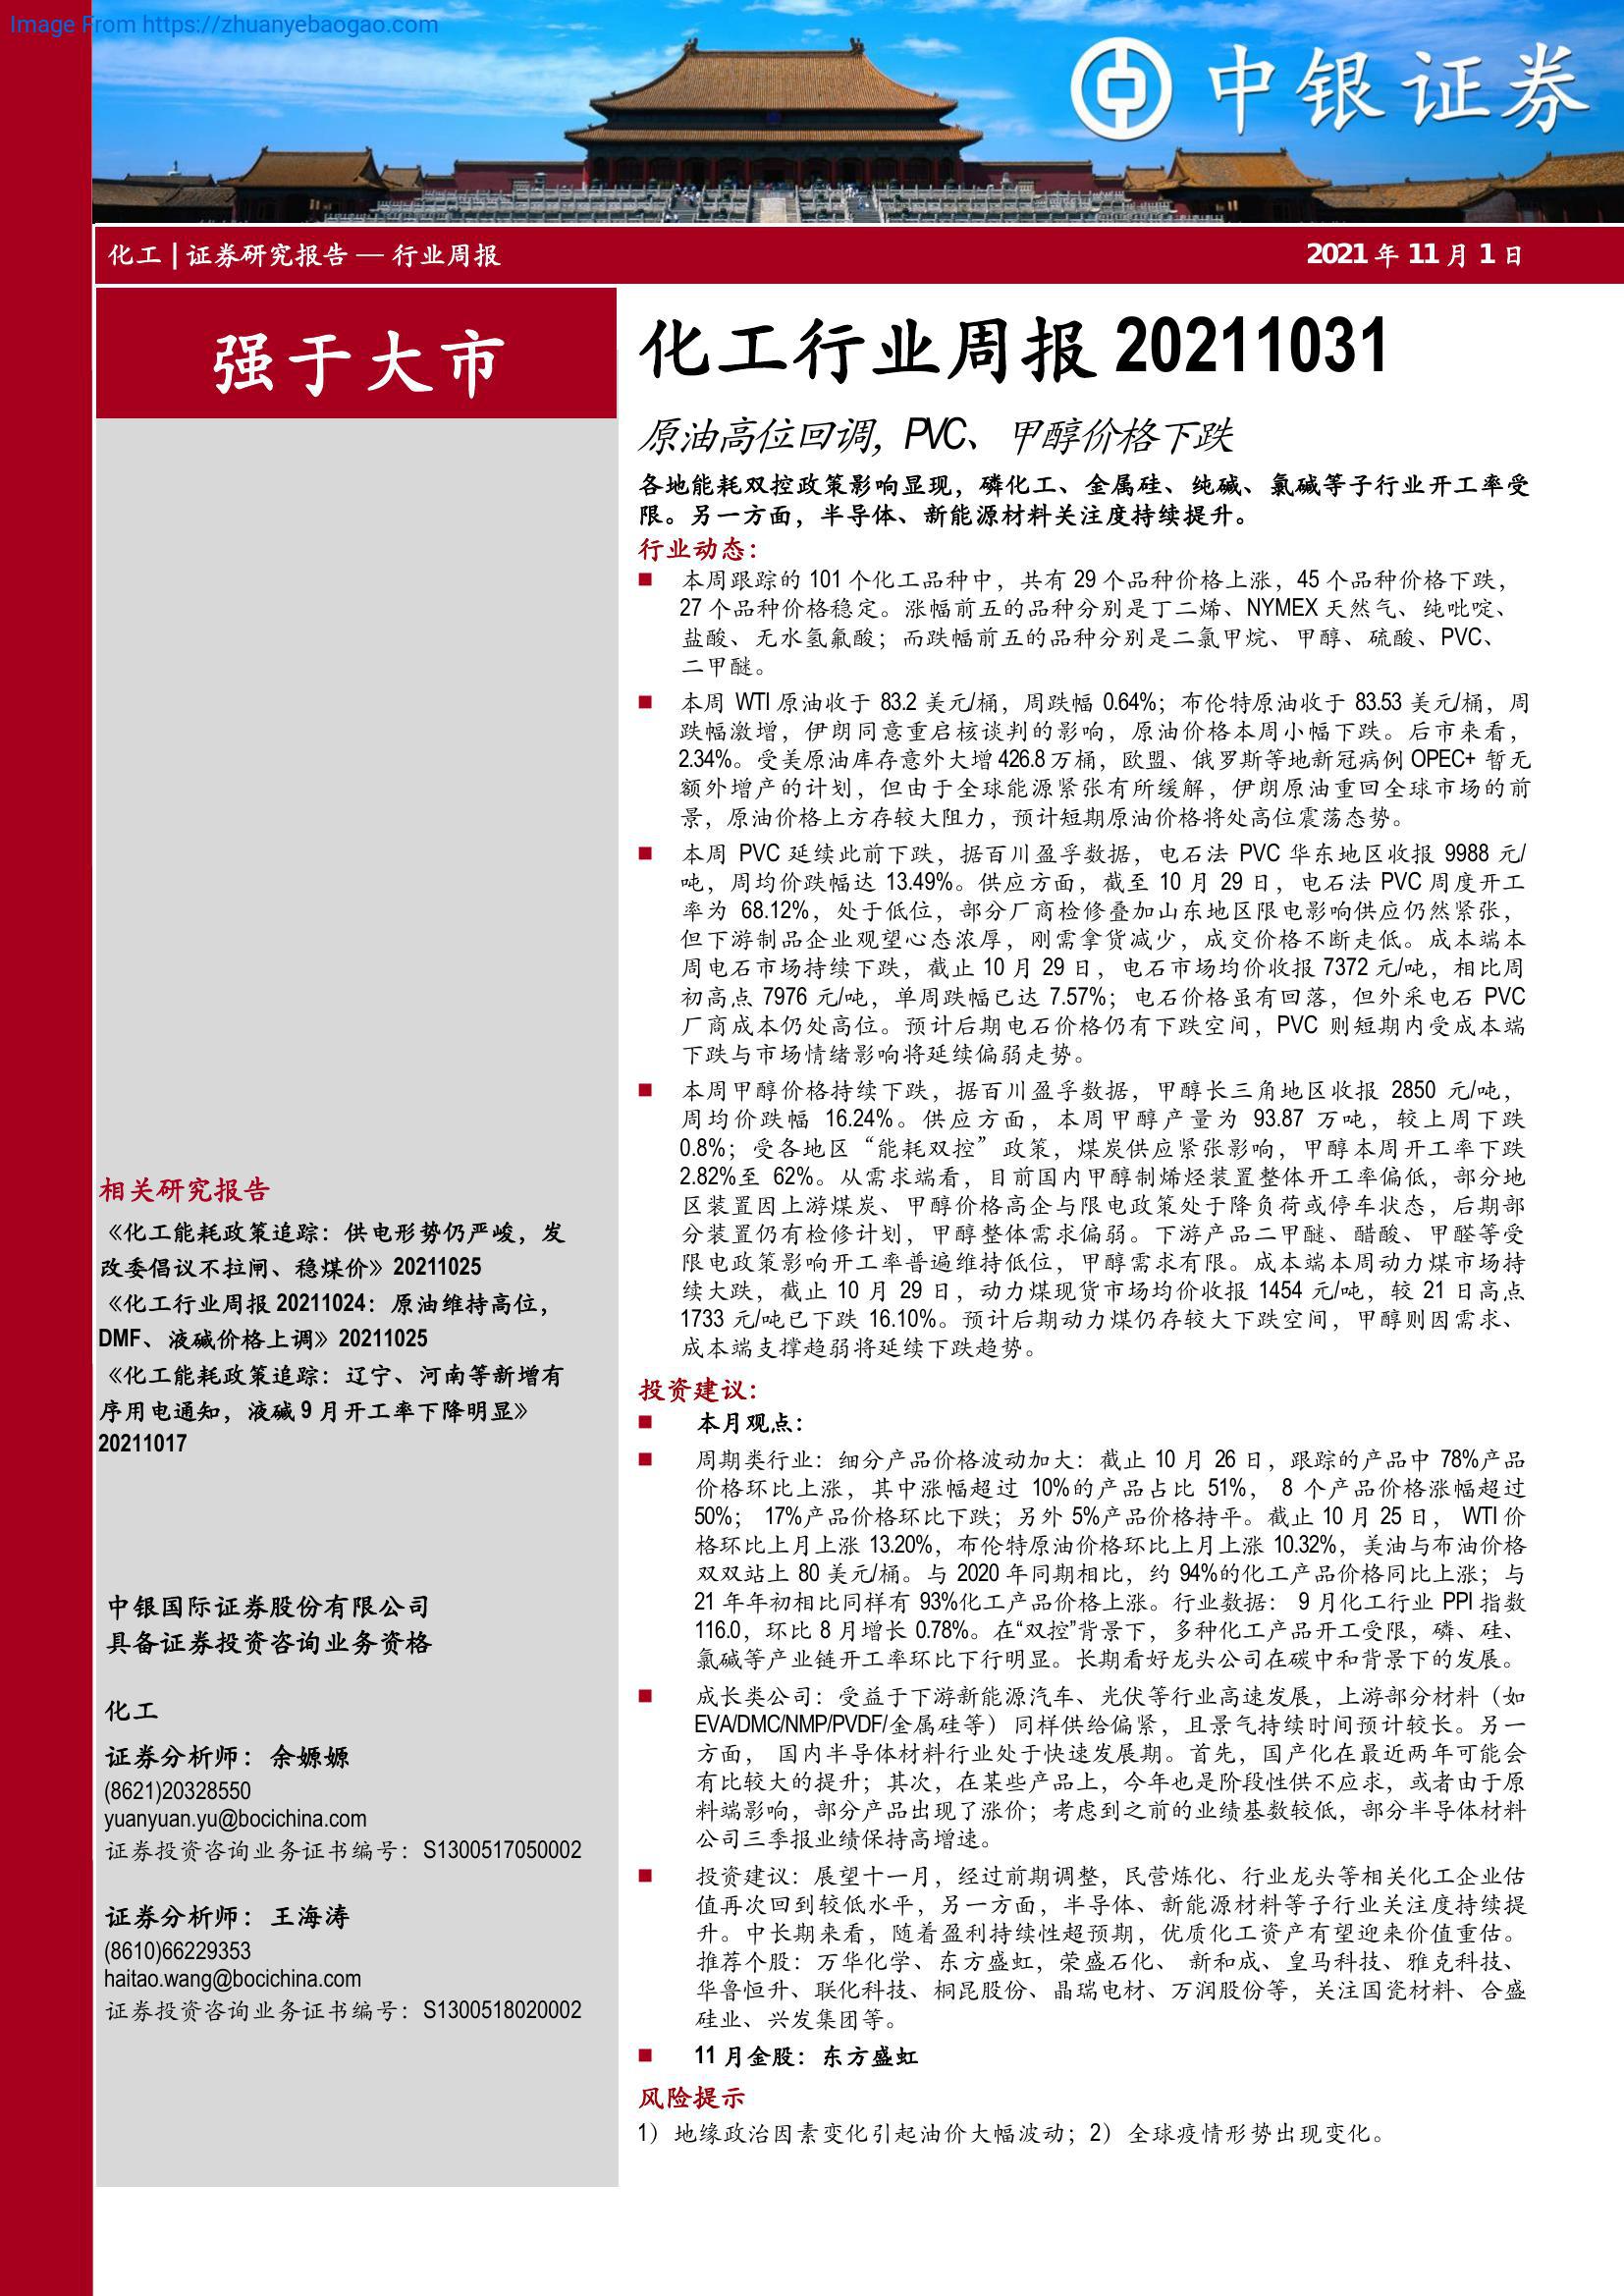 Image From https://zhuanyebaogao.com
中银证券
化工 | 证券研究报告 — 行业周报
2021 年 11 月 1 日
强于大市
相关研究报告
《化工能耗政策追踪：供电形势仍严峻，发
改委倡议不拉闸、稳煤价》20211025
《化工行业周报 20211024：原油维持高位，
DMF、液碱价格上调》20211025
《化工能耗政策追踪：辽宁、河南等新增有
序用电通知，液碱 9 月开工率下降明显》
20211017
中银国际证券股份有限公司
具备证券投资咨询业务资格
化工
证券分析师：余嫄嫄
(8621)20328550
yuanyuan.yu@bocichina.com
证券投资咨询业务证书编号：S1300517050002
证券分析师：王海涛
(8610)66229353
haitao.wang@bocichina.com
证券投资咨询业务证书编号：S1300518020002
化工行业周报 20211031
原油高位回调，PVC、甲醇价格下跌
各地能耗双控政策影响显现，磷化工、金属硅、纯碱、氯碱等子行业开工率受
限。另一方面，半导体、新能源材料关注度持续提升。
行业动态：
■ 本周跟踪的 101 个化工品种中，共有 29 个品种价格上涨，45 个品种价格下跌，
27 个品种价格稳定。涨幅前五的品种分别是丁二烯、NYMEX 天然气、纯吡啶、
盐酸、无水氢氟酸；而跌幅前五的品种分别是二氯甲烷、甲醇、硫酸、PVC、
二甲醚。
■ 本周 WTI 原油收于 83.2 美元/桶，周跌幅 0.64%；布伦特原油收于 83.53 美元/桶，周
跌幅激增，伊朗同意重启核谈判的影响，原油价格本周小幅下跌。后市来看，
2.34%。受美原油库存意外大增 426.8 万桶，欧盟、俄罗斯等地新冠病例 OPEC+ 暂无
额外增产的计划，但由于全球能源紧张有所缓解，伊朗原油重回全球市场的前
景，原油价格上方存较大阻力，预计短期原油价格将处高位震荡态势。
■ 本周 PVC 延续此前下跌，据百川盈孚数据，电石法 PVC 华东地区收报 9988 元/
吨，周均价跌幅达 13.49%。供应方面，截至 10 月 29 日，电石法 PVC 周度开工
率为 68.12%，处于低位，部分厂商检修叠加山东地区限电影响供应仍然紧张，
但下游制品企业观望心态浓厚，刚需拿货减少，成交价格不断走低。成本端本
周电石市场持续下跌，截止 10 月 29 日，电石市场均价收报 7372 元/吨，相比周
初高点 7976 元/吨，单周跌幅已达 7.57%；电石价格虽有回落，但外采电石 PVC
厂商成本仍处高位。预计后期电石价格仍有下跌空间，PVC 则短期内受成本端
下跌与市场情绪影响将延续偏弱走势。
■ 本周甲醇价格持续下跌，据百川盈孚数据，甲醇长三角地区收报 2850 元/吨，
周均价跌幅 16.24%。供应方面，本周甲醇产量为 93.87 万吨，较上周下跌
0.8%；受各地区“能耗双控”政策，煤炭供应紧张影响，甲醇本周开工率下跌
2.82%至 62%。从需求端看，目前国内甲醇制烯烃装置整体开工率偏低，部分地
区装置因上游煤炭、甲醇价格高企与限电政策处于降负荷或停车状态，后期部
分装置仍有检修计划，甲醇整体需求偏弱。下游产品二甲醚、醋酸、甲醛等受
限电政策影响开工率普遍维持低位，甲醇需求有限。成本端本周动力煤市场持
续大跌，截止 10 月 29 日，动力煤现货市场均价收报 1454 元/吨，较 21 日高点
1733 元/吨已下跌 16.10%。预计后期动力煤仍存较大下跌空间，甲醇则因需求、
成本端支撑趋弱将延续下跌趋势。
投资建议：
■ 本月观点：
■ 周期类行业：细分产品价格波动加大：截止 10 月 26 日，跟踪的产品中 78%产品
价格环比上涨，其中涨幅超过 10%的产品占比 51%， 8 个产品价格涨幅超过
50%； 17%产品价格环比下跌；另外 5%产品价格持平。截止 10 月 25 日， WTI 价
格环比上月上涨 13.20%，布伦特原油价格环比上月上涨 10.32%，美油与布油价格
双双站上 80 美元/桶。与 2020 年同期相比，约 94%的化工产品价格同比上涨；与
21 年年初相比同样有 93%化工产品价格上涨。行业数据： 9 月化工行业 PPI 指数
116.0，环比 8 月增长 0.78%。在“双控”背景下，多种化工产品开工受限，磷、硅、
氯碱等产业链开工率环比下行明显。长期看好龙头公司在碳中和背景下的发展。
■ 成长类公司：受益于下游新能源汽车、光伏等行业高速发展，上游部分材料（如
EVA/DMC/NMP/PVDF/金属硅等）同样供给偏紧，且景气持续时间预计较长。另一
方面， 国内半导体材料行业处于快速发展期。首先，国产化在最近两年可能会
有比较大的提升；其次，在某些产品上，今年也是阶段性供不应求，或者由于原
料端影响，部分产品出现了涨价；考虑到之前的业绩基数较低，部分半导体材料
公司三季报业绩保持高增速。
■ 投资建议：展望十一月，经过前期调整，民营炼化、行业龙头等相关化工企业估
值再次回到较低水平，另一方面，半导体、新能源材料等子行业关注度持续提
升。中长期来看，随着盈利持续性超预期，优质化工资产有望迎来价值重估。
推荐个股：万华化学、东方盛虹，荣盛石化、 新和成、皇马科技、雅克科技、
华鲁恒升、联化科技、桐昆股份、晶瑞电材、万润股份等，关注国瓷材料、合盛
硅业、兴发集团等。
■ 11 月金股：东方盛虹
风险提示
1）地缘政治因素变化引起油价大幅波动；2）全球疫情形势出现变化。